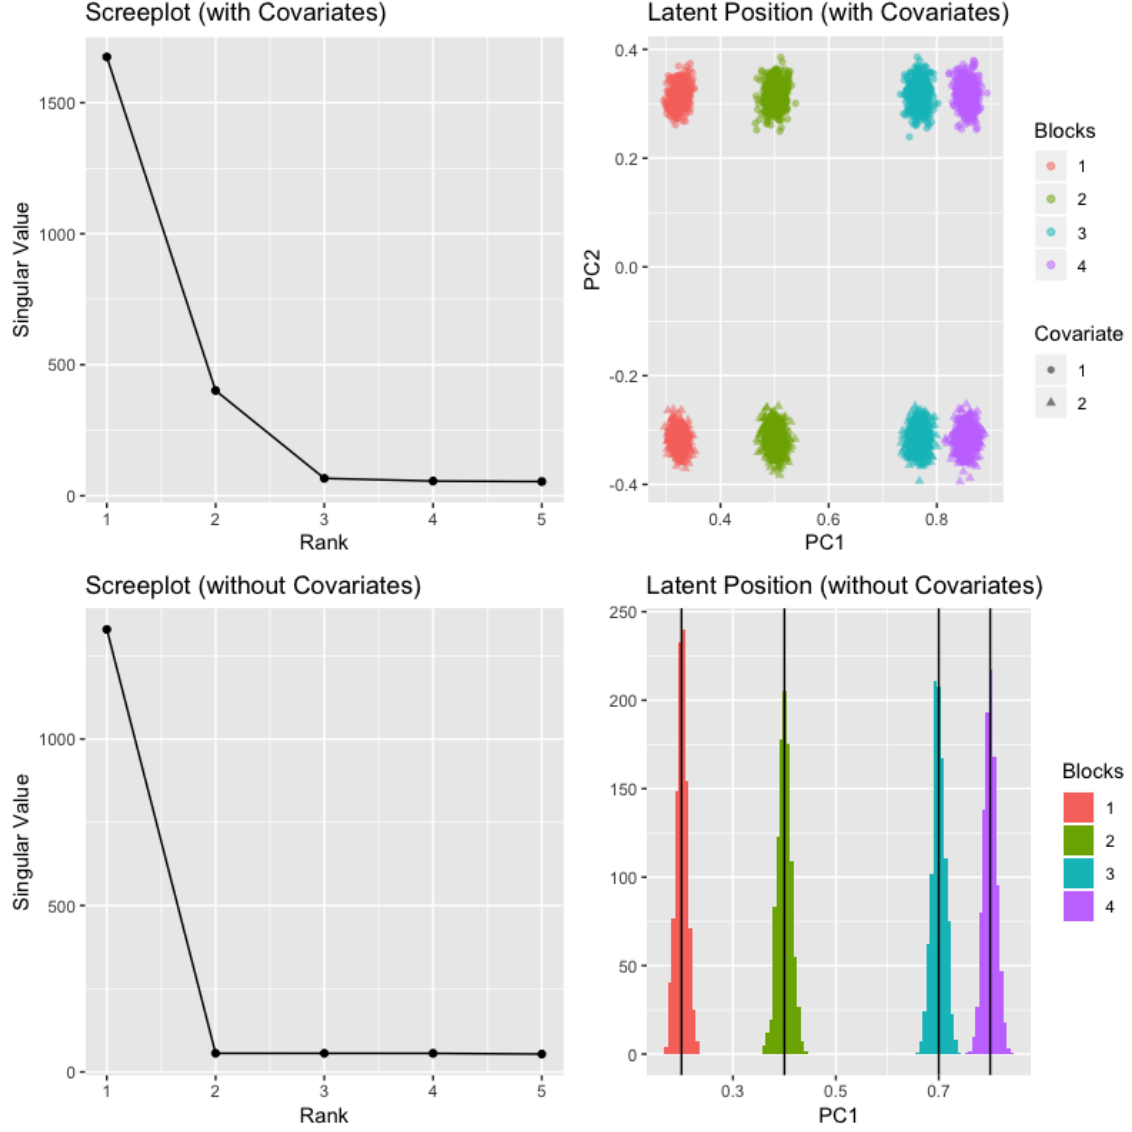 Screeplot (with Covariates)
Singular Value
1500
1000
500
0
1 2 3 4 5
Rank
Latent Position (with Covariates)
PC2
0.4
0.2
0.0
-0.2
-0.4
0.4 0.6 0.8
PC1
Blocks
1
2
3
4
Covariate
1
2
Screeplot (without Covariates)
Singular Value
1000
500
0
1 2 3 4 5
Rank
Latent Position (without Covariates)
250
200
150
100
50
0
0.3 0.5 0.7
PC1
Blocks
1
2
3
4